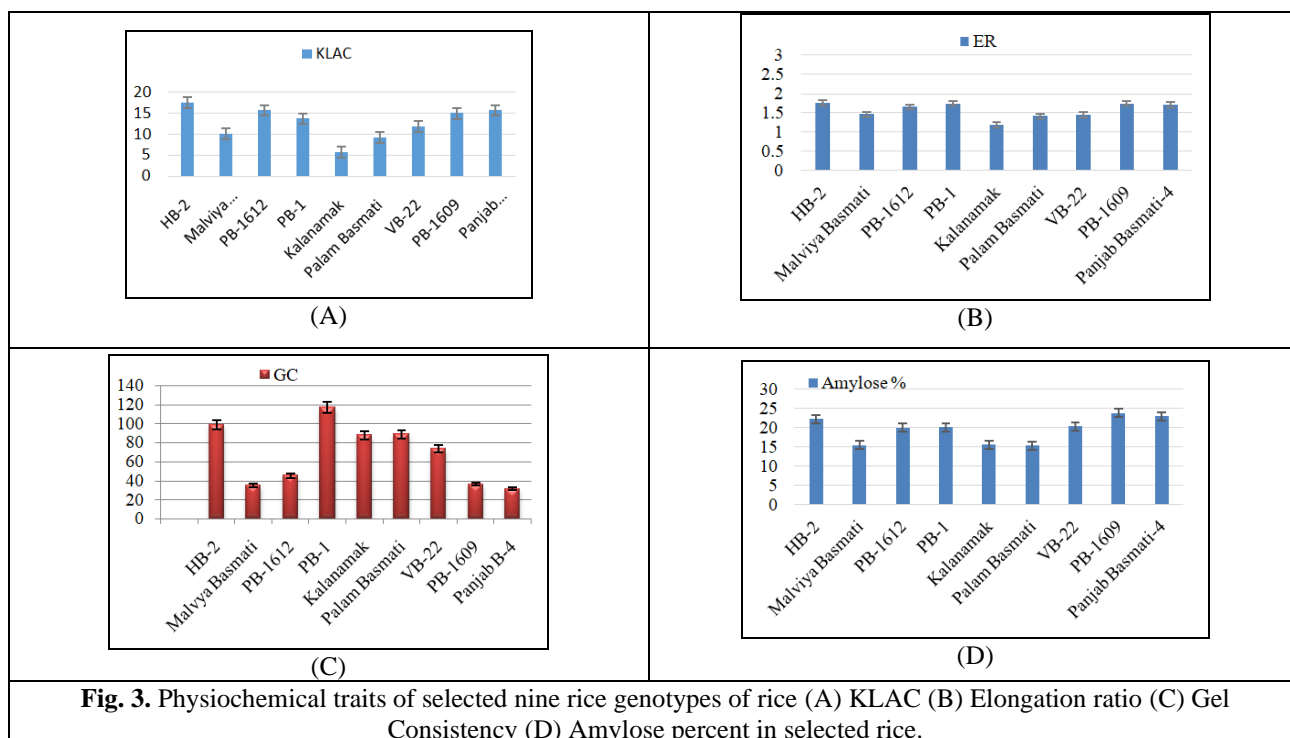 KLAC
20
15
10
5
0
HB-2
Malviya...
PB-1612
PB-1
Kalanamak
Palam Basmati
VB-22
PB-1609
Panjab...
(A)
ER
3
2.5
2
1.5
1
0.5
0
HB-2
Malviya Basmati
PB-1612
PB-1
Kalanamak
Palam Basmati
VB-22
PB-1609
Panjab Basmati-4
(B)
GC
140
120
100
80
60
40
20
0
HB-2
Malvya Basmati
PB-1612
PB-1
Kalanamak
Palam Basmati
VB-22
PB-1609
Panjab B-4
(C)
Amylose %
30
25
20
15
10
5
0
HB-2
Malviya Basmati
PB-1612
PB-1
Kalanamak
Palam Basmati
VB-22
PB-1609
Panjab Basmati-4
(D)
Fig. 3. Physiochemical traits of selected nine rice genotypes of rice (A) KLAC (B) Elongation ratio (C) Gel
Consistency (D) Amylose percent in selected rice.